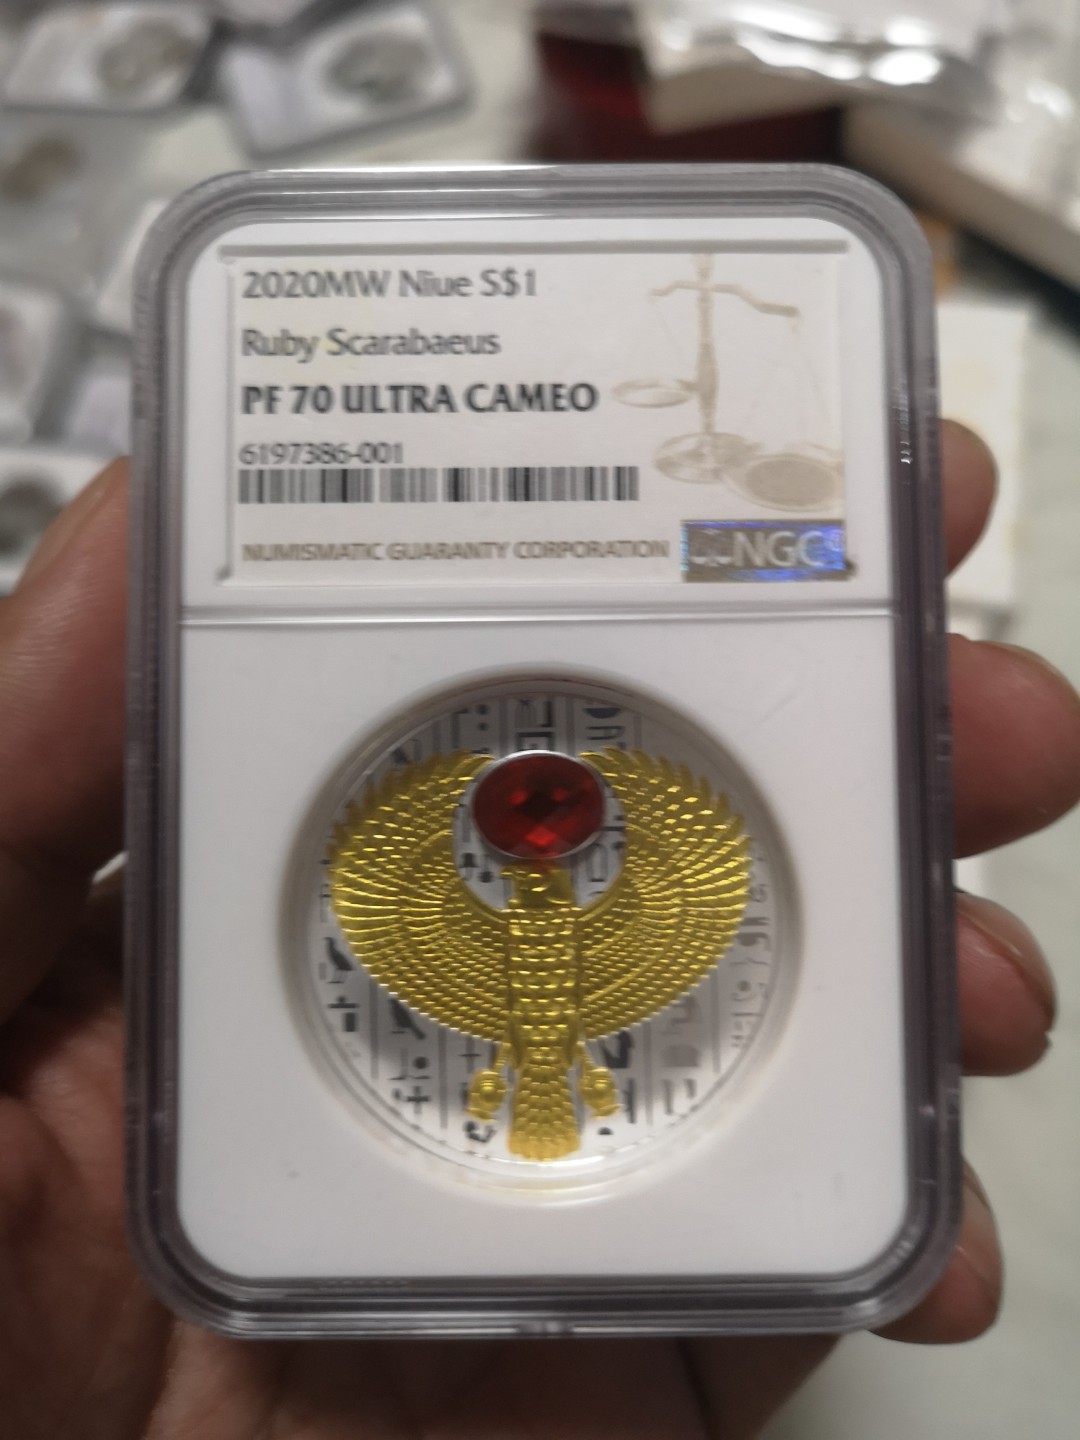 2020MW Niue S$1
Ruby Scarabaeus
PF 70 ULTRA CAMEO
6197386-001
NUMISMATIC GUARANTY CORPORATION
NGC